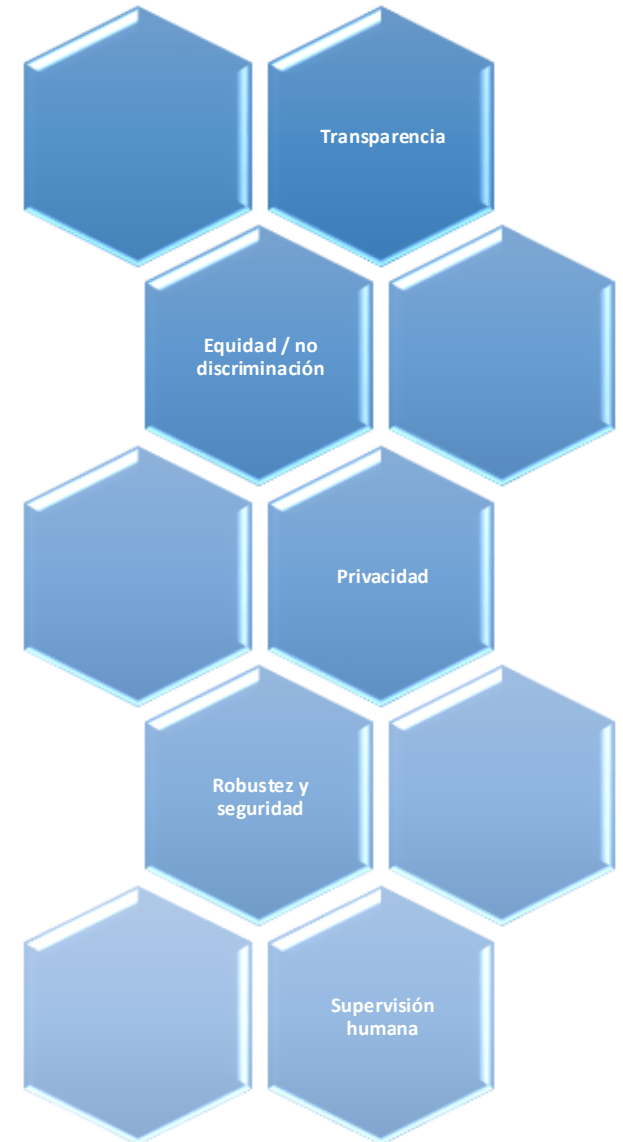 Transparencia
Equidad / no
discriminación
Privacidad
Robustez y
seguridad
Supervisión
humana